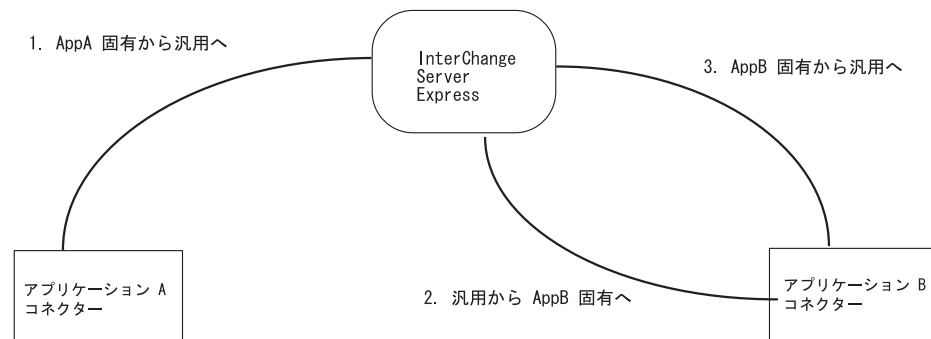 1. AppA 固有から汎用へ
InterChange
Server
Express
3. AppB 固有から汎用へ
アプリケーション A
コネクター
2. 汎用から AppB 固有へ
アプリケーション B
コネクター